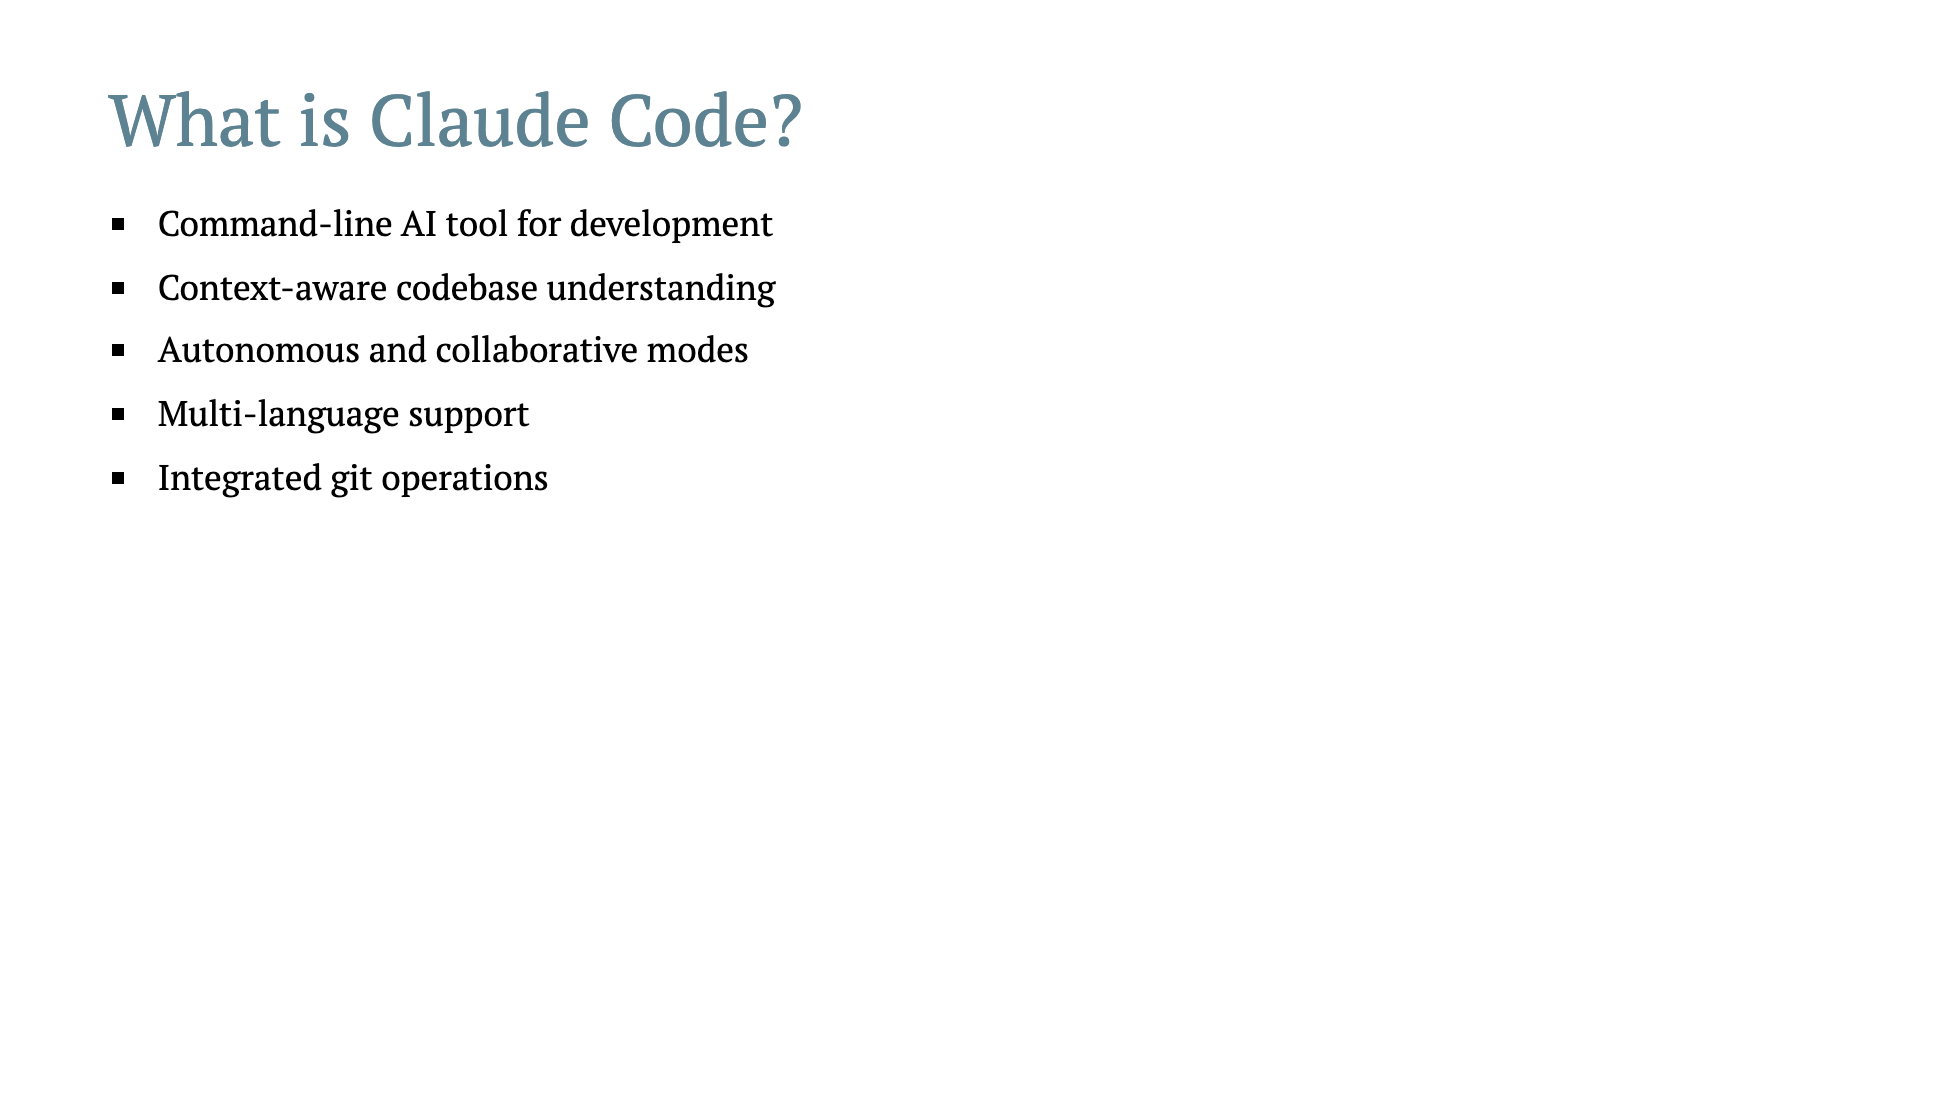 What is Claude Code?
▪ Command-line AI tool for development
▪ Context-aware codebase understanding
▪ Autonomous and collaborative modes
▪ Multi-language support
▪ Integrated git operations